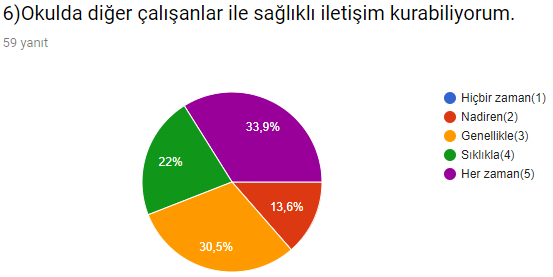 6)Okulda diğer çalışanlar ile sağlıklı iletişim kurabiliyorum.
59 yanıt
33,9%
22%
13,6%
30,5%
Hiçbir zaman(1)
Nadiren(2)
Genellikle(3)
Sıklıkla(4)
Her zaman(5)